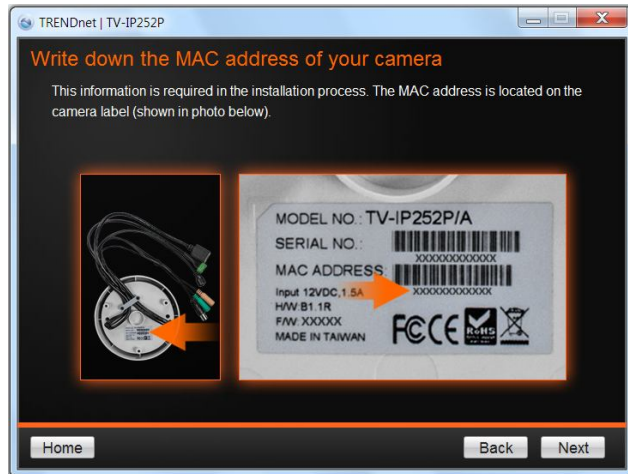 TRENDnet | TV-IP252P
Write down the MAC address of your camera
This information is required in the installation process. The MAC address is located on the
camera label (shown in photo below).
MODEL NO.: TV-IP252P/A
SERIAL NO.:
XXXXXXXXXXXX
MAC ADDRESS:
XXXXXXXXXXXX
Input 12VDC,1.5A
H/W:B1.1R
F/W: XXXXX
MADE IN TAIWAN
FC CE RoHS
Home
Back
Next